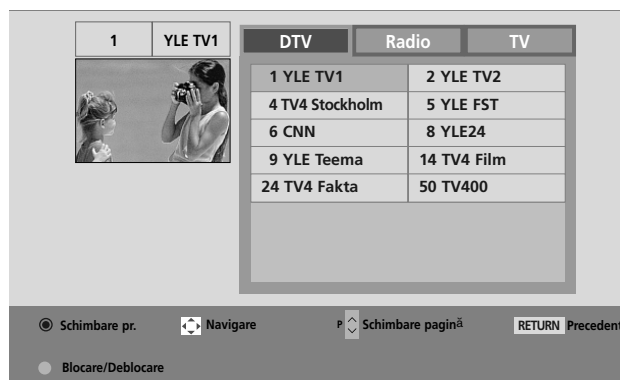 1 YLE TV1 DTV Radio TV
1 YLE TV1 2 YLE TV2
4 TV4 Stockholm 5 YLE FST
6 CNN 8 YLE24
9 YLE Teema 14 TV4 Film
24 TV4 Fakta 50 TV400
Schimbare pr. Navigare P Schimbare pagină RETURN Precedent
Blocare/Deblocare